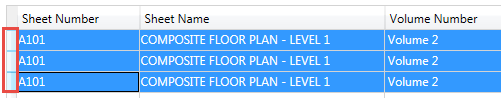 Sheet Number Sheet Name Volume Number
A101 COMPOSITE FLOOR PLAN - LEVEL 1 Volume 2
A101 COMPOSITE FLOOR PLAN - LEVEL 1 Volume 2
A101 COMPOSITE FLOOR PLAN - LEVEL 1 Volume 2